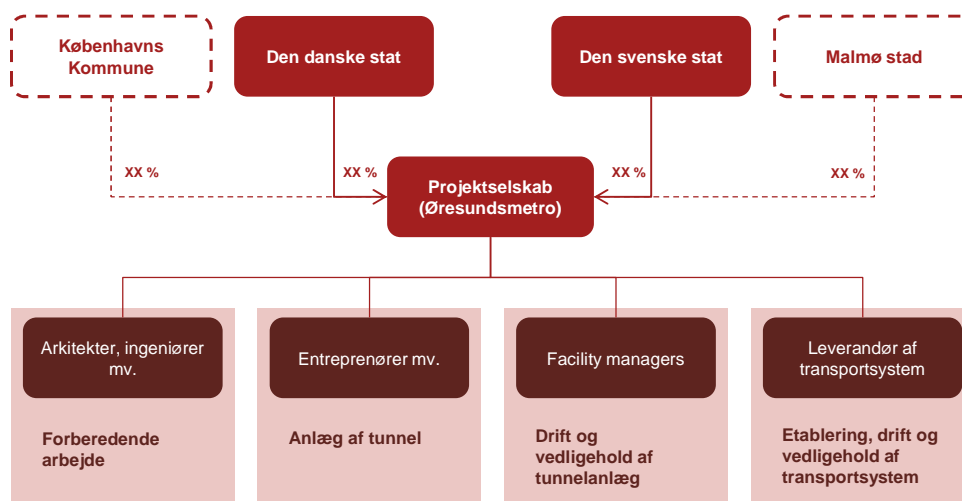 Københavns
Kommune
Den danske stat
Den svenske stat
Malmø stad
XX %
XX %
XX %
XX %
Projektselskab
(Øresundsmetro)
Arkitekter, ingeniører
mv.
Entreprenører mv.
Facility managers
Leverandør af
transportsystem
Forberedende
arbejde
Anlæg af tunnel
Drift og
vedligehold af
tunnelanlæg
Etablering, drift og
vedligehold af
transportsystem